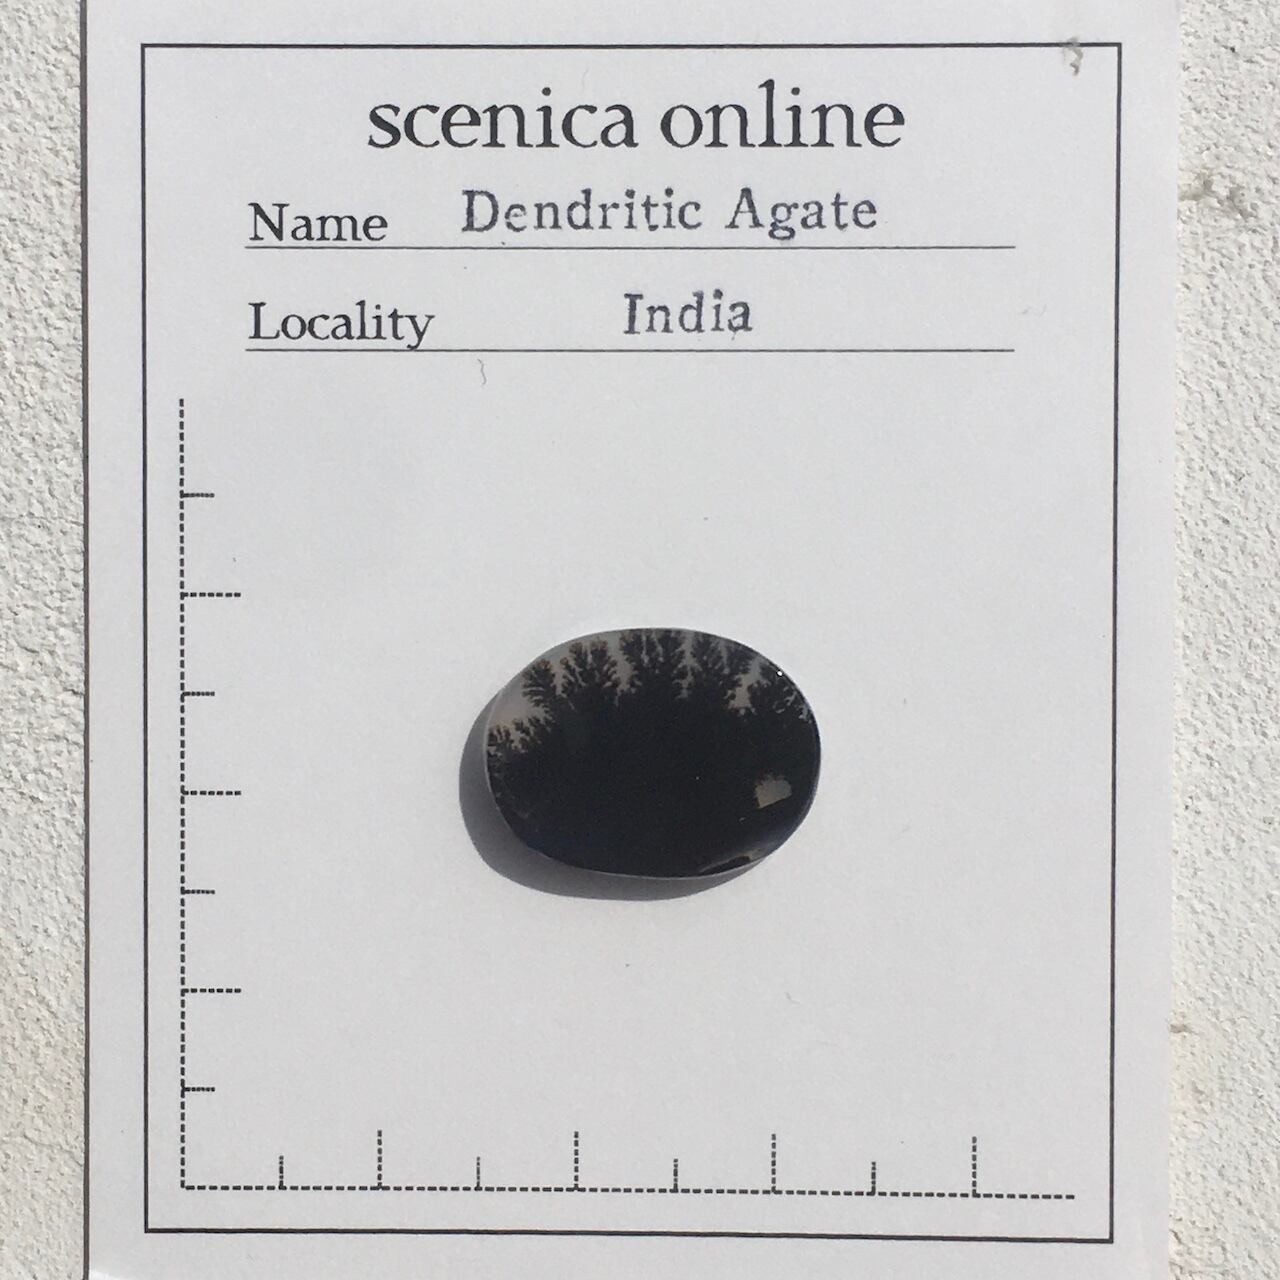 scenica online
Name Dendritic Agate
Locality India